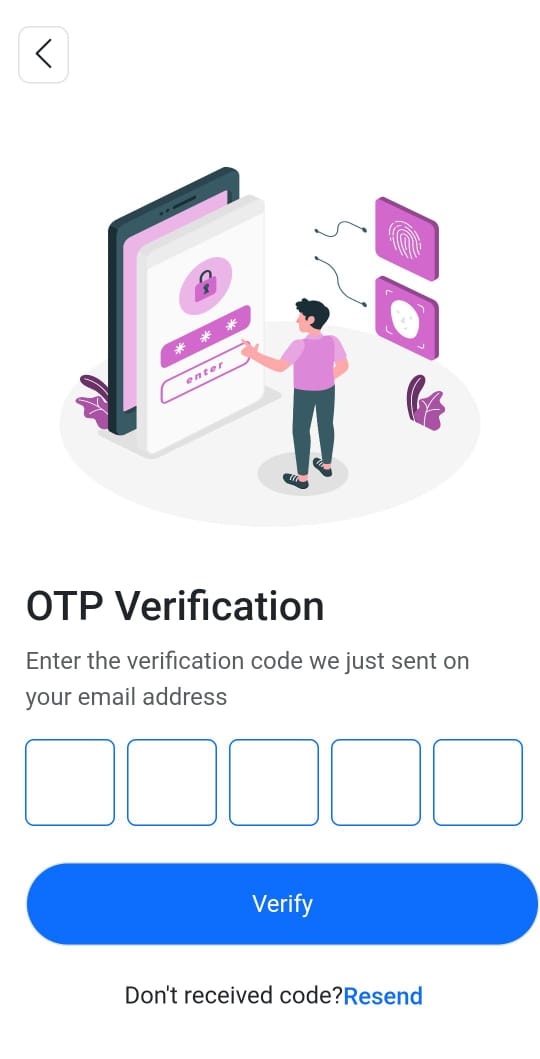 * * *
enter
OTP Verification
Enter the verification code we just sent on
your email address
Verify
Don't received code?Resend